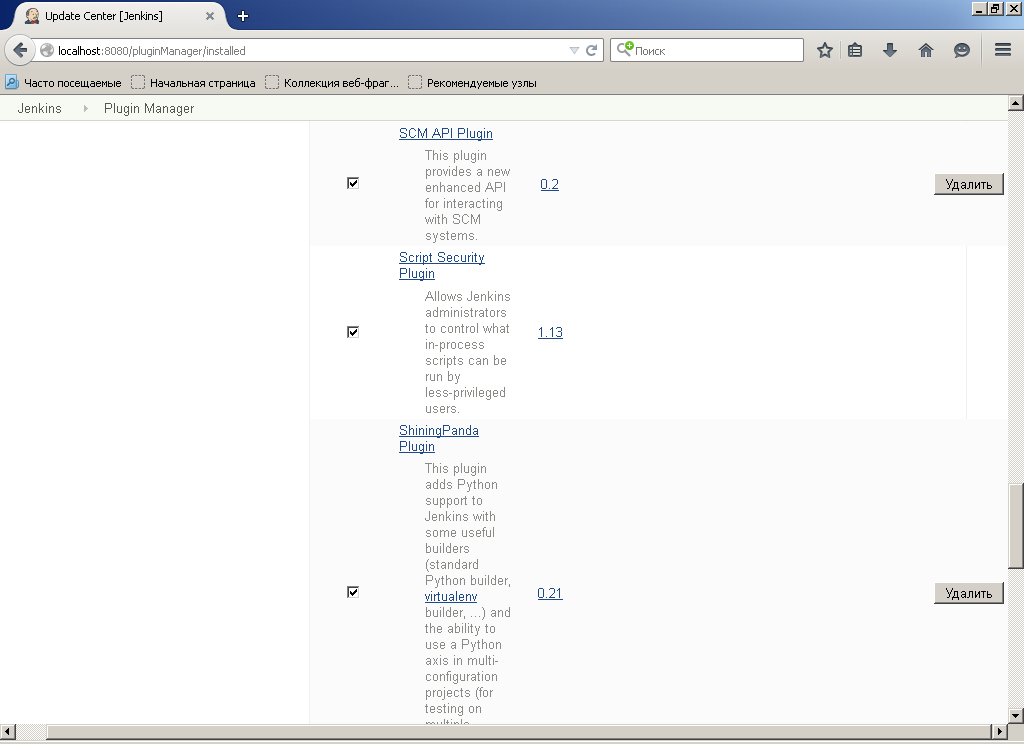 Update Center [Jenkins]
localhost:8080/pluginManager/installed
Поиск
Часто посещаемые
Начальная страница
Коллекция веб-фраг...
Рекомендуемые узлы
Jenkins
Plugin Manager
SCM API Plugin
This plugin
provides a new
enhanced API
for interacting
with SCM
systems.
0.2
Удалить
Script Security
Plugin
Allows Jenkins
administrators
to control what
in-process
scripts can be
run by
less-privileged
users.
1.13
ShiningPanda
Plugin
This plugin
adds Python
support to
Jenkins with
some useful
builders
(standard
Python builder,
virtualenv
builder, ...) and
the ability to
use a Python
axis in multi-
configuration
projects (for
testing on
multiple
0.21
Удалить